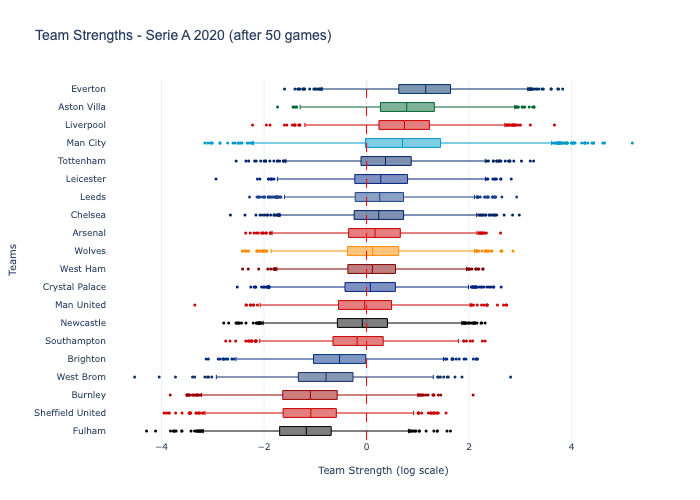 Team Strengths - Serie A 2020 (after 50 games)
Everton
Aston Villa
Liverpool
Man City
Tottenham
Leicester
Leeds
Chelsea
Arsenal
Wolves
West Ham
Crystal Palace
Man United
Newcastle
Southampton
Brighton
West Brom
Burnley
Sheffield United
Fulham
Teams
−4 −2 0 2 4
Team Strength (log scale)